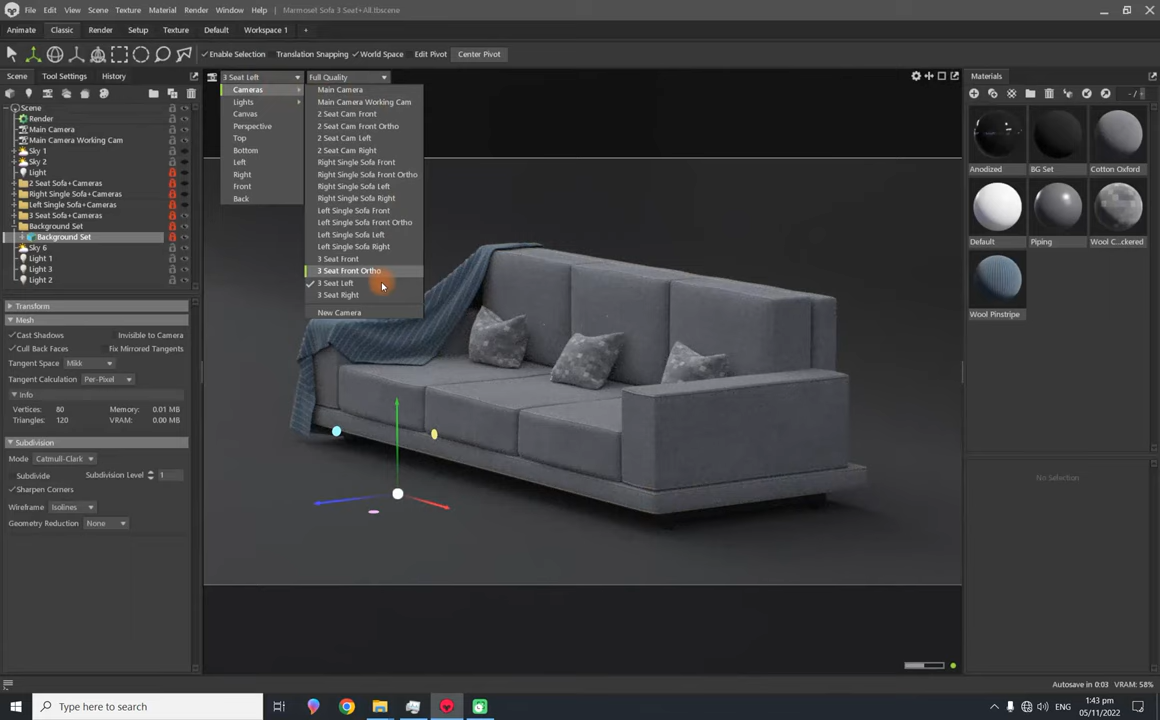 File Edit View Scene Texture Material Render Window Help Marmoset Sofa 3 Seat+All.tbscene
Animate Classic Render Setup Texture Default Workspace 1 +
Enable Selection Translation Snapping World Space Edit Pivot Center Pivot
Scene Tool Settings History
3 Seat Left Full Quality
Materials
Cameras
Lights
Canvas
Perspective
Top
Bottom
Left
Right
Front
Back
Main Camera
Main Camera Working Cam
2 Seat Cam Front
2 Seat Cam Front Ortho
2 Seat Cam Left
2 Seat Cam Right
Right Single Sofa Front
Right Single Sofa Front Ortho
Right Single Sofa Left
Right Single Sofa Right
Left Single Sofa Front
Left Single Sofa Front Ortho
Left Single Sofa Left
Left Single Sofa Right
3 Seat Front
3 Seat Front Ortho
3 Seat Left
3 Seat Right
New Camera
Scene
Render
Main Camera
Main Camera Working Cam
Sky 1
Sky 2
Light
2 Seat Sofa+Cameras
Right Single Sofa+Cameras
Left Single Sofa+Cameras
3 Seat Sofa+Cameras
Background Set
Background Set
Sky 6
Light 1
Light 3
Light 2
Transform
Mesh
Cast Shadows Invisible to Camera
Cull Back Faces Fix Mirrored Tangents
Tangent Space Mikk
Tangent Calculation Per-Pixel
Info
Vertices: 80 Memory: 0.01 MB
Triangles: 120 VRAM: 0.00 MB
Subdivision
Mode Catmull-Clark
Subdivide Subdivision Level 1
Sharpen Corners
Wireframe Isolines
Geometry Reduction None
-/-
Anodized BG Set Cotton Oxford
Default Piping Wool C...ckered
Wool Pinstripe
No Selection
Autosave in 0:03 VRAM: 58%
Type here to search
ENG
1:43 pm
05/11/2022